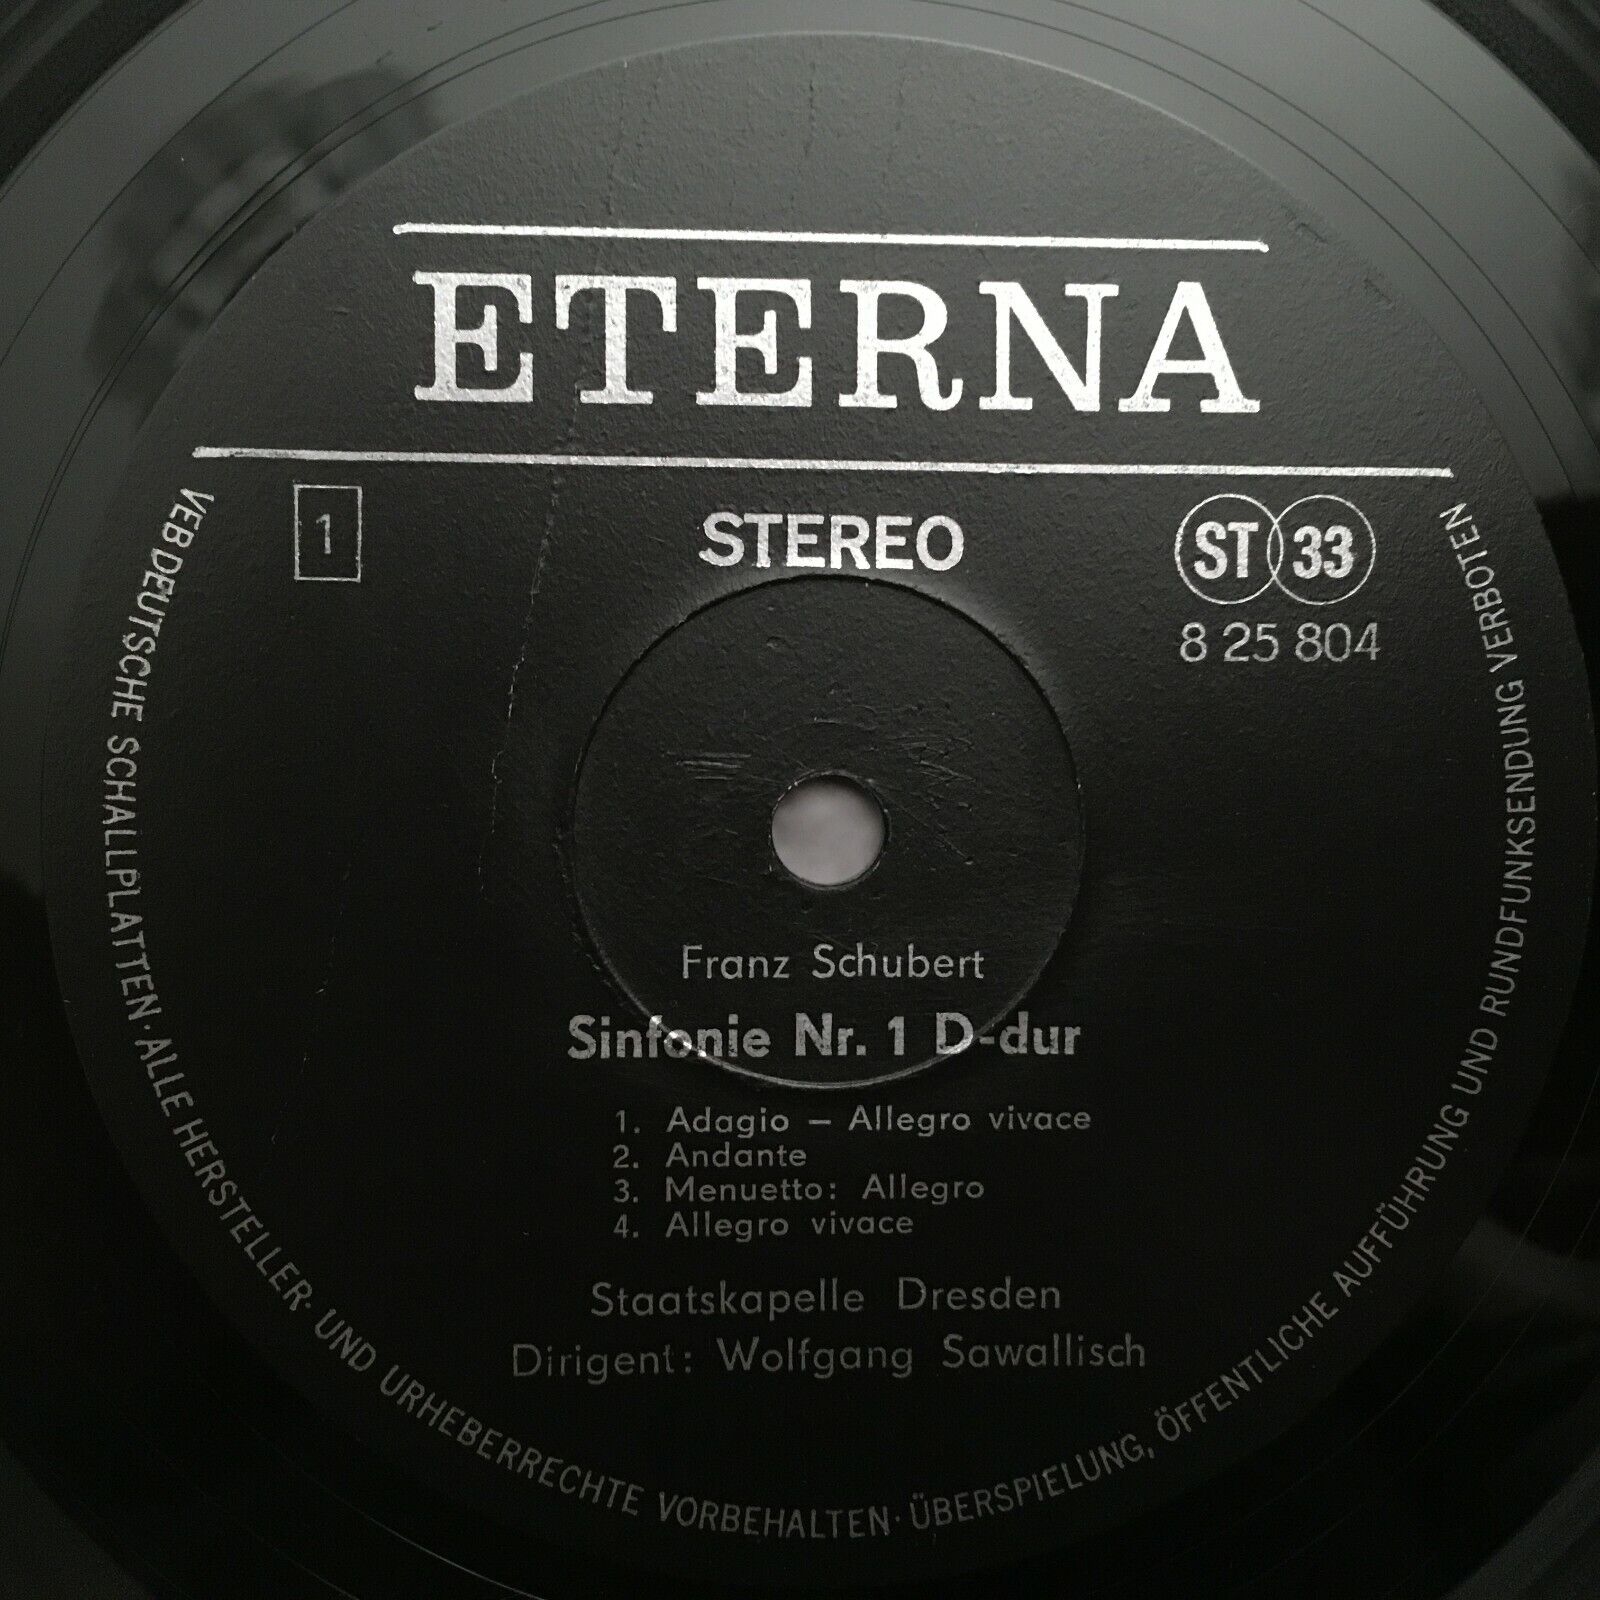 ETERNA
1
STEREO
ST 33
8 25 804
Franz Schubert
Sinfonie Nr. 1 D-dur
1. Adagio – Allegro vivace
2. Andante
3. Menuetto: Allegro
4. Allegro vivace
Staatskapelle Dresden
Dirigent: Wolfgang Sawallisch
VEB DEUTSCHE SCHALLPLATTEN · ALLE HERSTELLER- UND URHEBERRECHTE VORBEHALTEN · ÜBERSPIELUNG, ÖFFENTLICHE AUFFÜHRUNG UND RUNDFUNKSENDUNG VERBOTEN